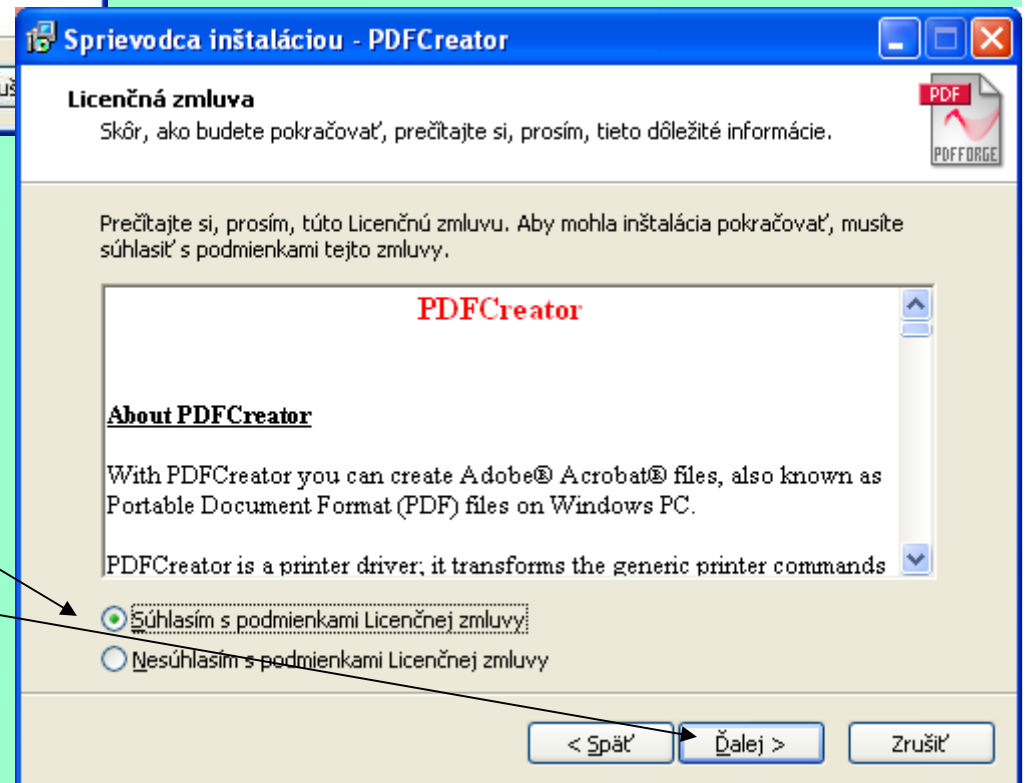 Sprievodca inštaláciou - PDFCreator
Licenčná zmluva
Skôr, ako budete pokračovať, prečítajte si, prosím, tieto dôležité informácie.
PDF
PDFFORGE
Prečítajte si, prosím, túto Licenčnú zmluvu. Aby mohla inštalácia pokračovať, musíte
súhlasiť s podmienkami tejto zmluvy.
PDFCreator
About PDFCreator
With PDFCreator you can create Adobe® Acrobat® files, also known as
Portable Document Format (PDF) files on Windows PC.
PDFCreator is a printer driver; it transforms the generic printer commands
Súhlasím s podmienkami Licenčnej zmluvy
Nesúhlasím s podmienkami Licenčnej zmluvy
< Späť
Ďalej >
Zrušiť